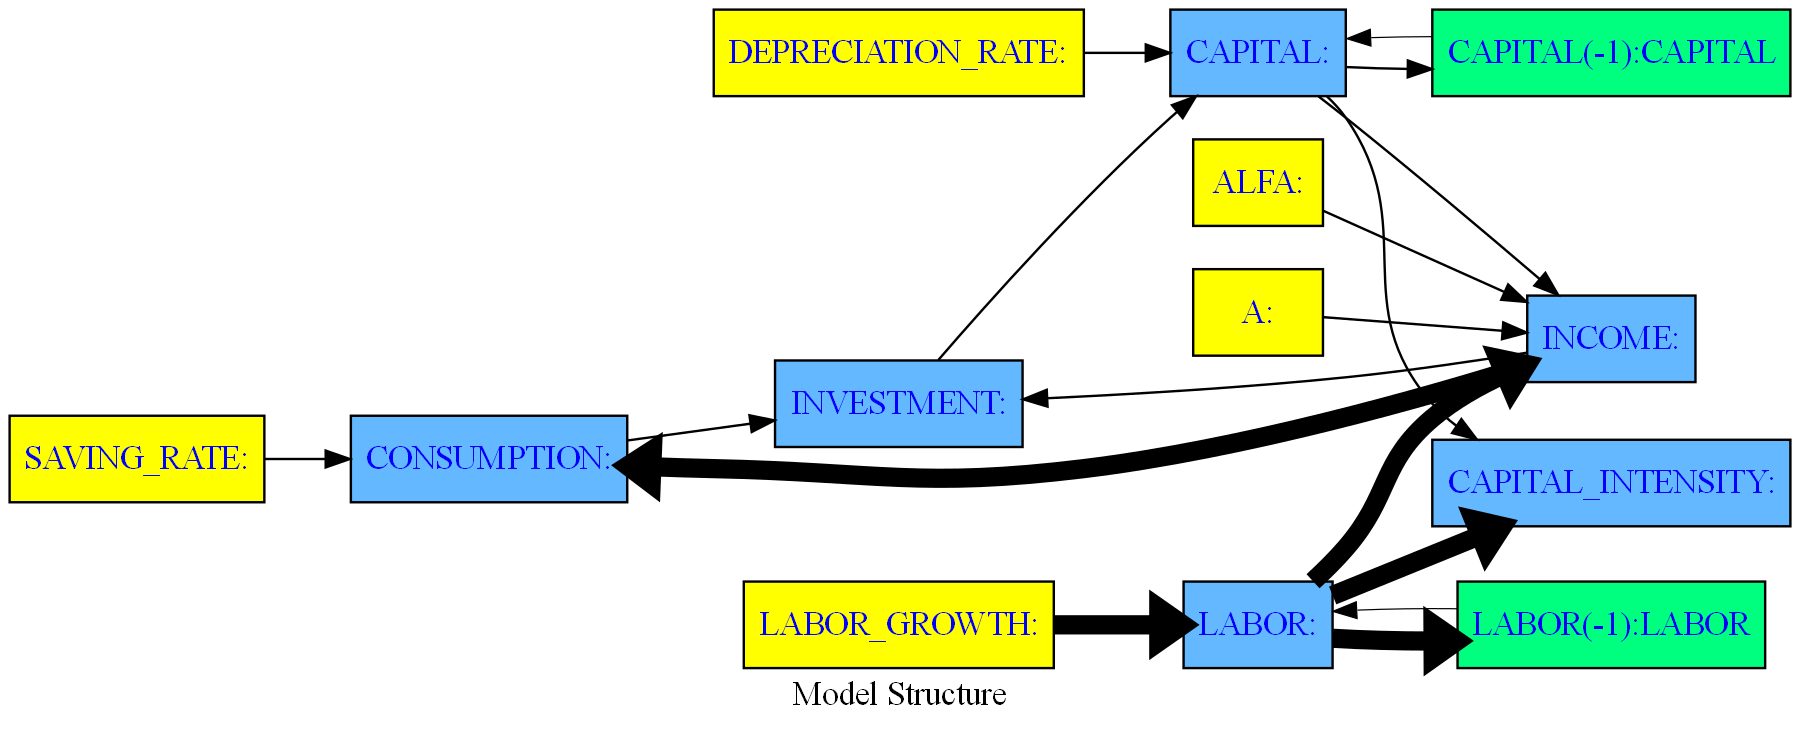 DEPRECIATION_RATE:
CAPITAL:
CAPITAL(-1):CAPITAL
ALFA:
A:
INCOME:
INVESTMENT:
SAVING_RATE:
CONSUMPTION:
CAPITAL_INTENSITY:
LABOR_GROWTH:
LABOR:
LABOR(-1):LABOR
Model Structure